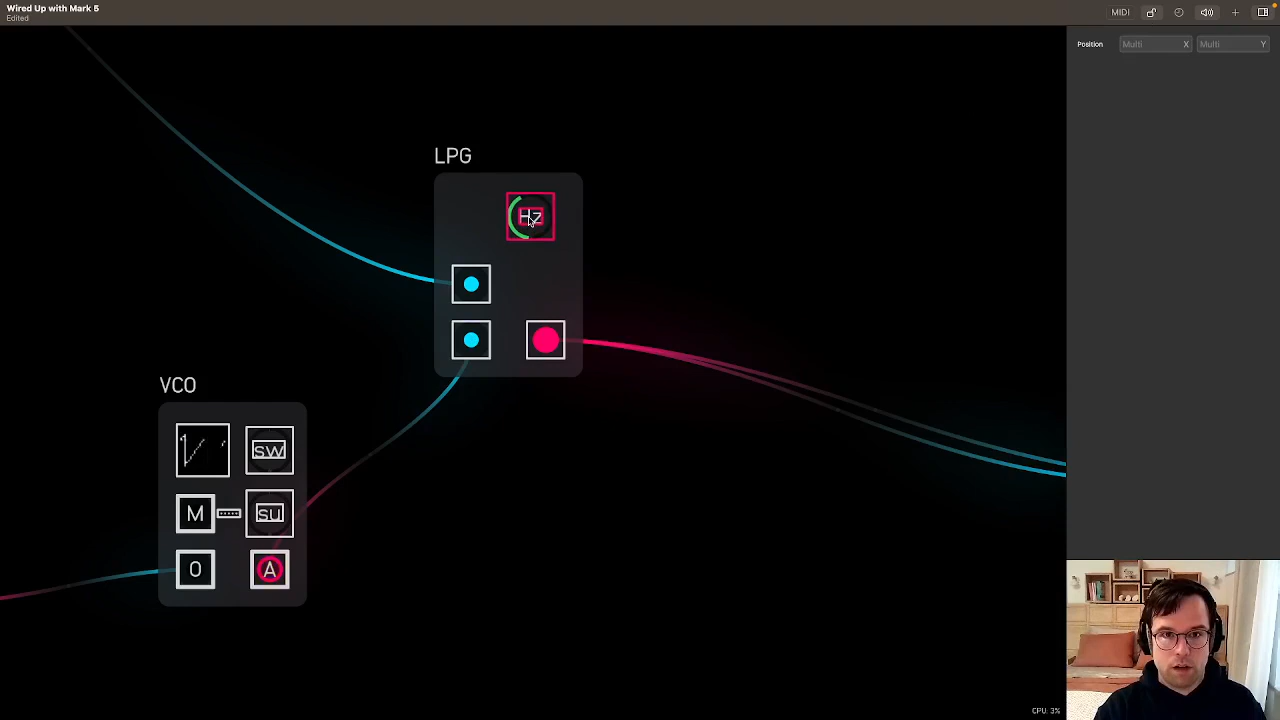 Wired Up with Mark 5
Edited
MIDI
Position
Multi X
Multi Y
LPG
Hz
VCO
sw
M
su
0
A
CPU: 3%